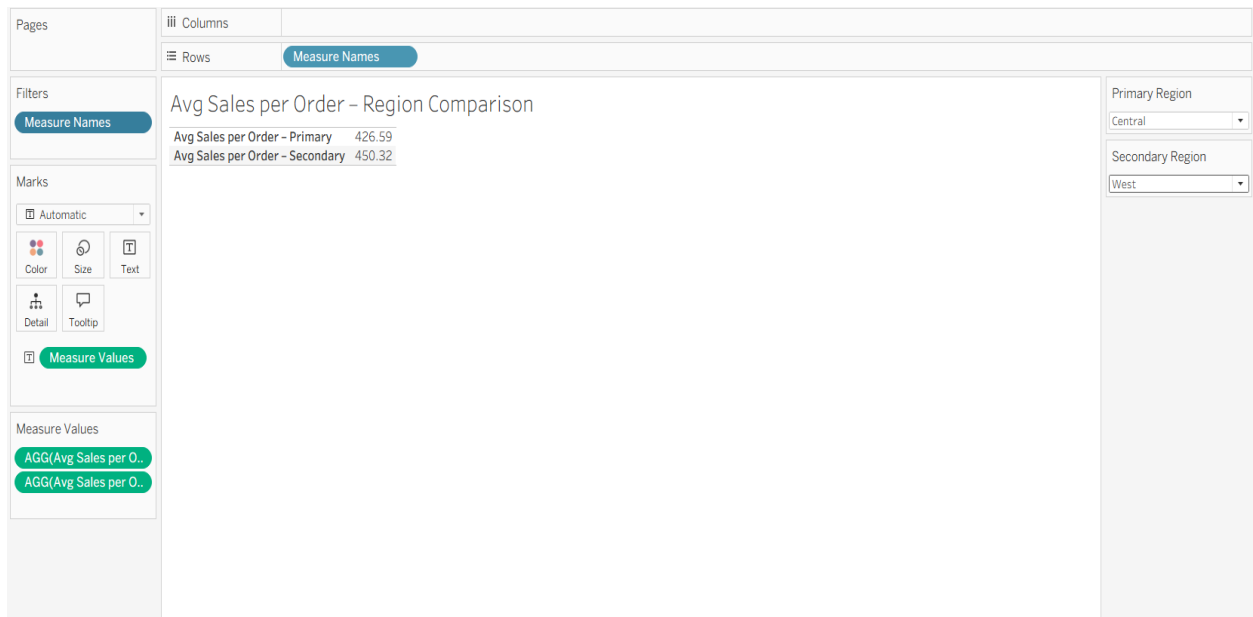 Pages
iii Columns
Rows
Measure Names
Filters
Measure Names
Marks
Automatic
Color
Size
Text
Detail
Tooltip
Measure Values
Measure Values
AGG(Avg Sales per O..
AGG(Avg Sales per O..
Avg Sales per Order – Region Comparison
Avg Sales per Order – Primary 426.59
Avg Sales per Order – Secondary 450.32
Primary Region
Central
Secondary Region
West